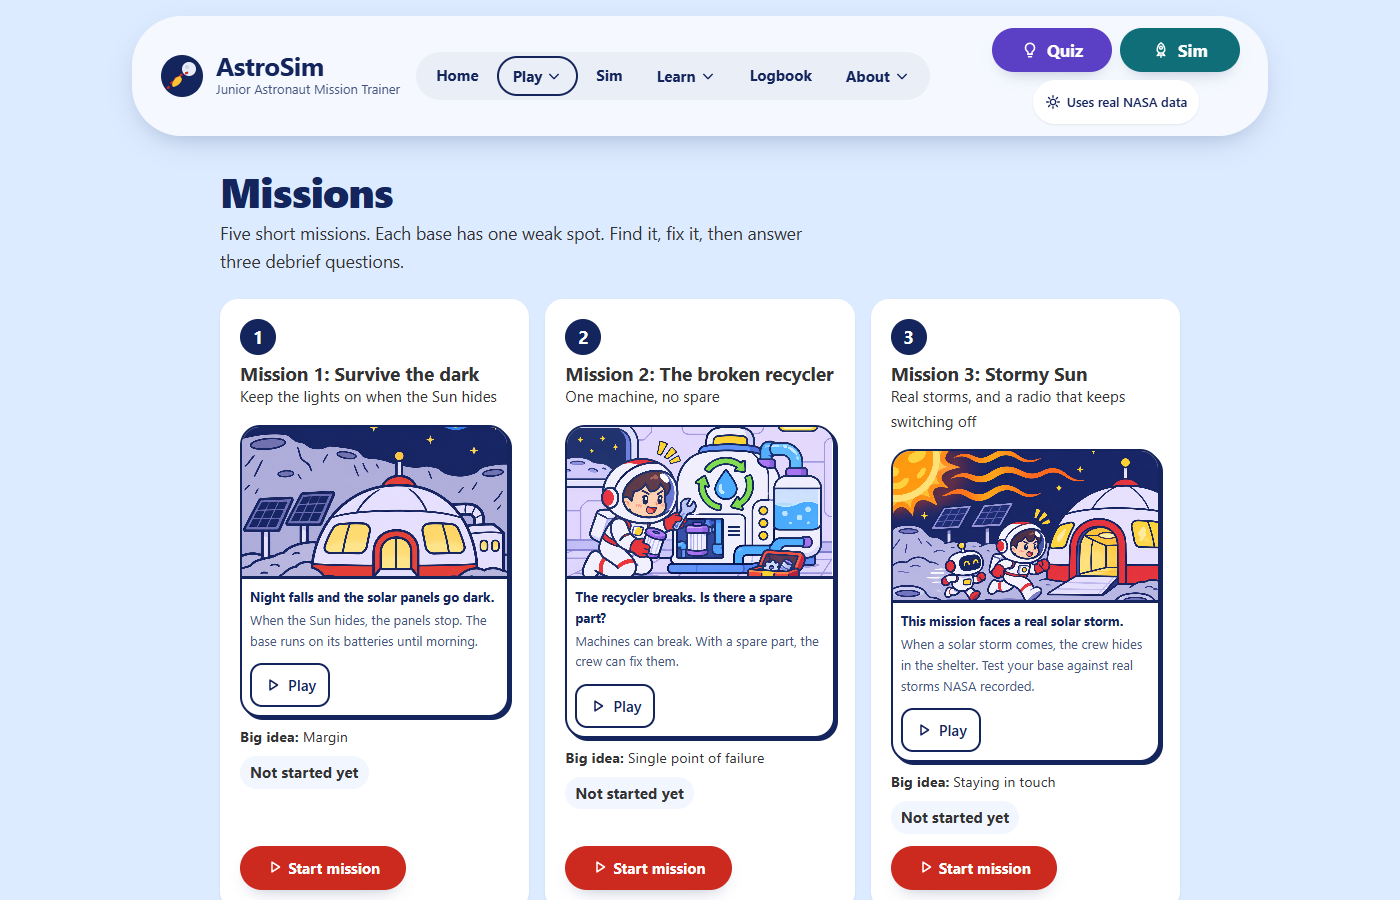 AstroSim
Junior Astronaut Mission Trainer
Home
Play
Sim
Learn
Logbook
About
Quiz
Sim
Uses real NASA data
Missions
Five short missions. Each base has one weak spot. Find it, fix it, then answer
three debrief questions.
1
Mission 1: Survive the dark
Keep the lights on when the Sun hides
Night falls and the solar panels go dark.
When the Sun hides, the panels stop. The
base runs on its batteries until morning.
Play
Big idea: Margin
Not started yet
Start mission
2
Mission 2: The broken recycler
One machine, no spare
The recycler breaks. Is there a spare
part?
Machines can break. With a spare part, the
crew can fix them.
Play
Big idea: Single point of failure
Not started yet
Start mission
3
Mission 3: Stormy Sun
Real storms, and a radio that keeps
switching off
This mission faces a real solar storm.
When a solar storm comes, the crew hides
in the shelter. Test your base against real
storms NASA recorded.
Play
Big idea: Staying in touch
Not started yet
Start mission